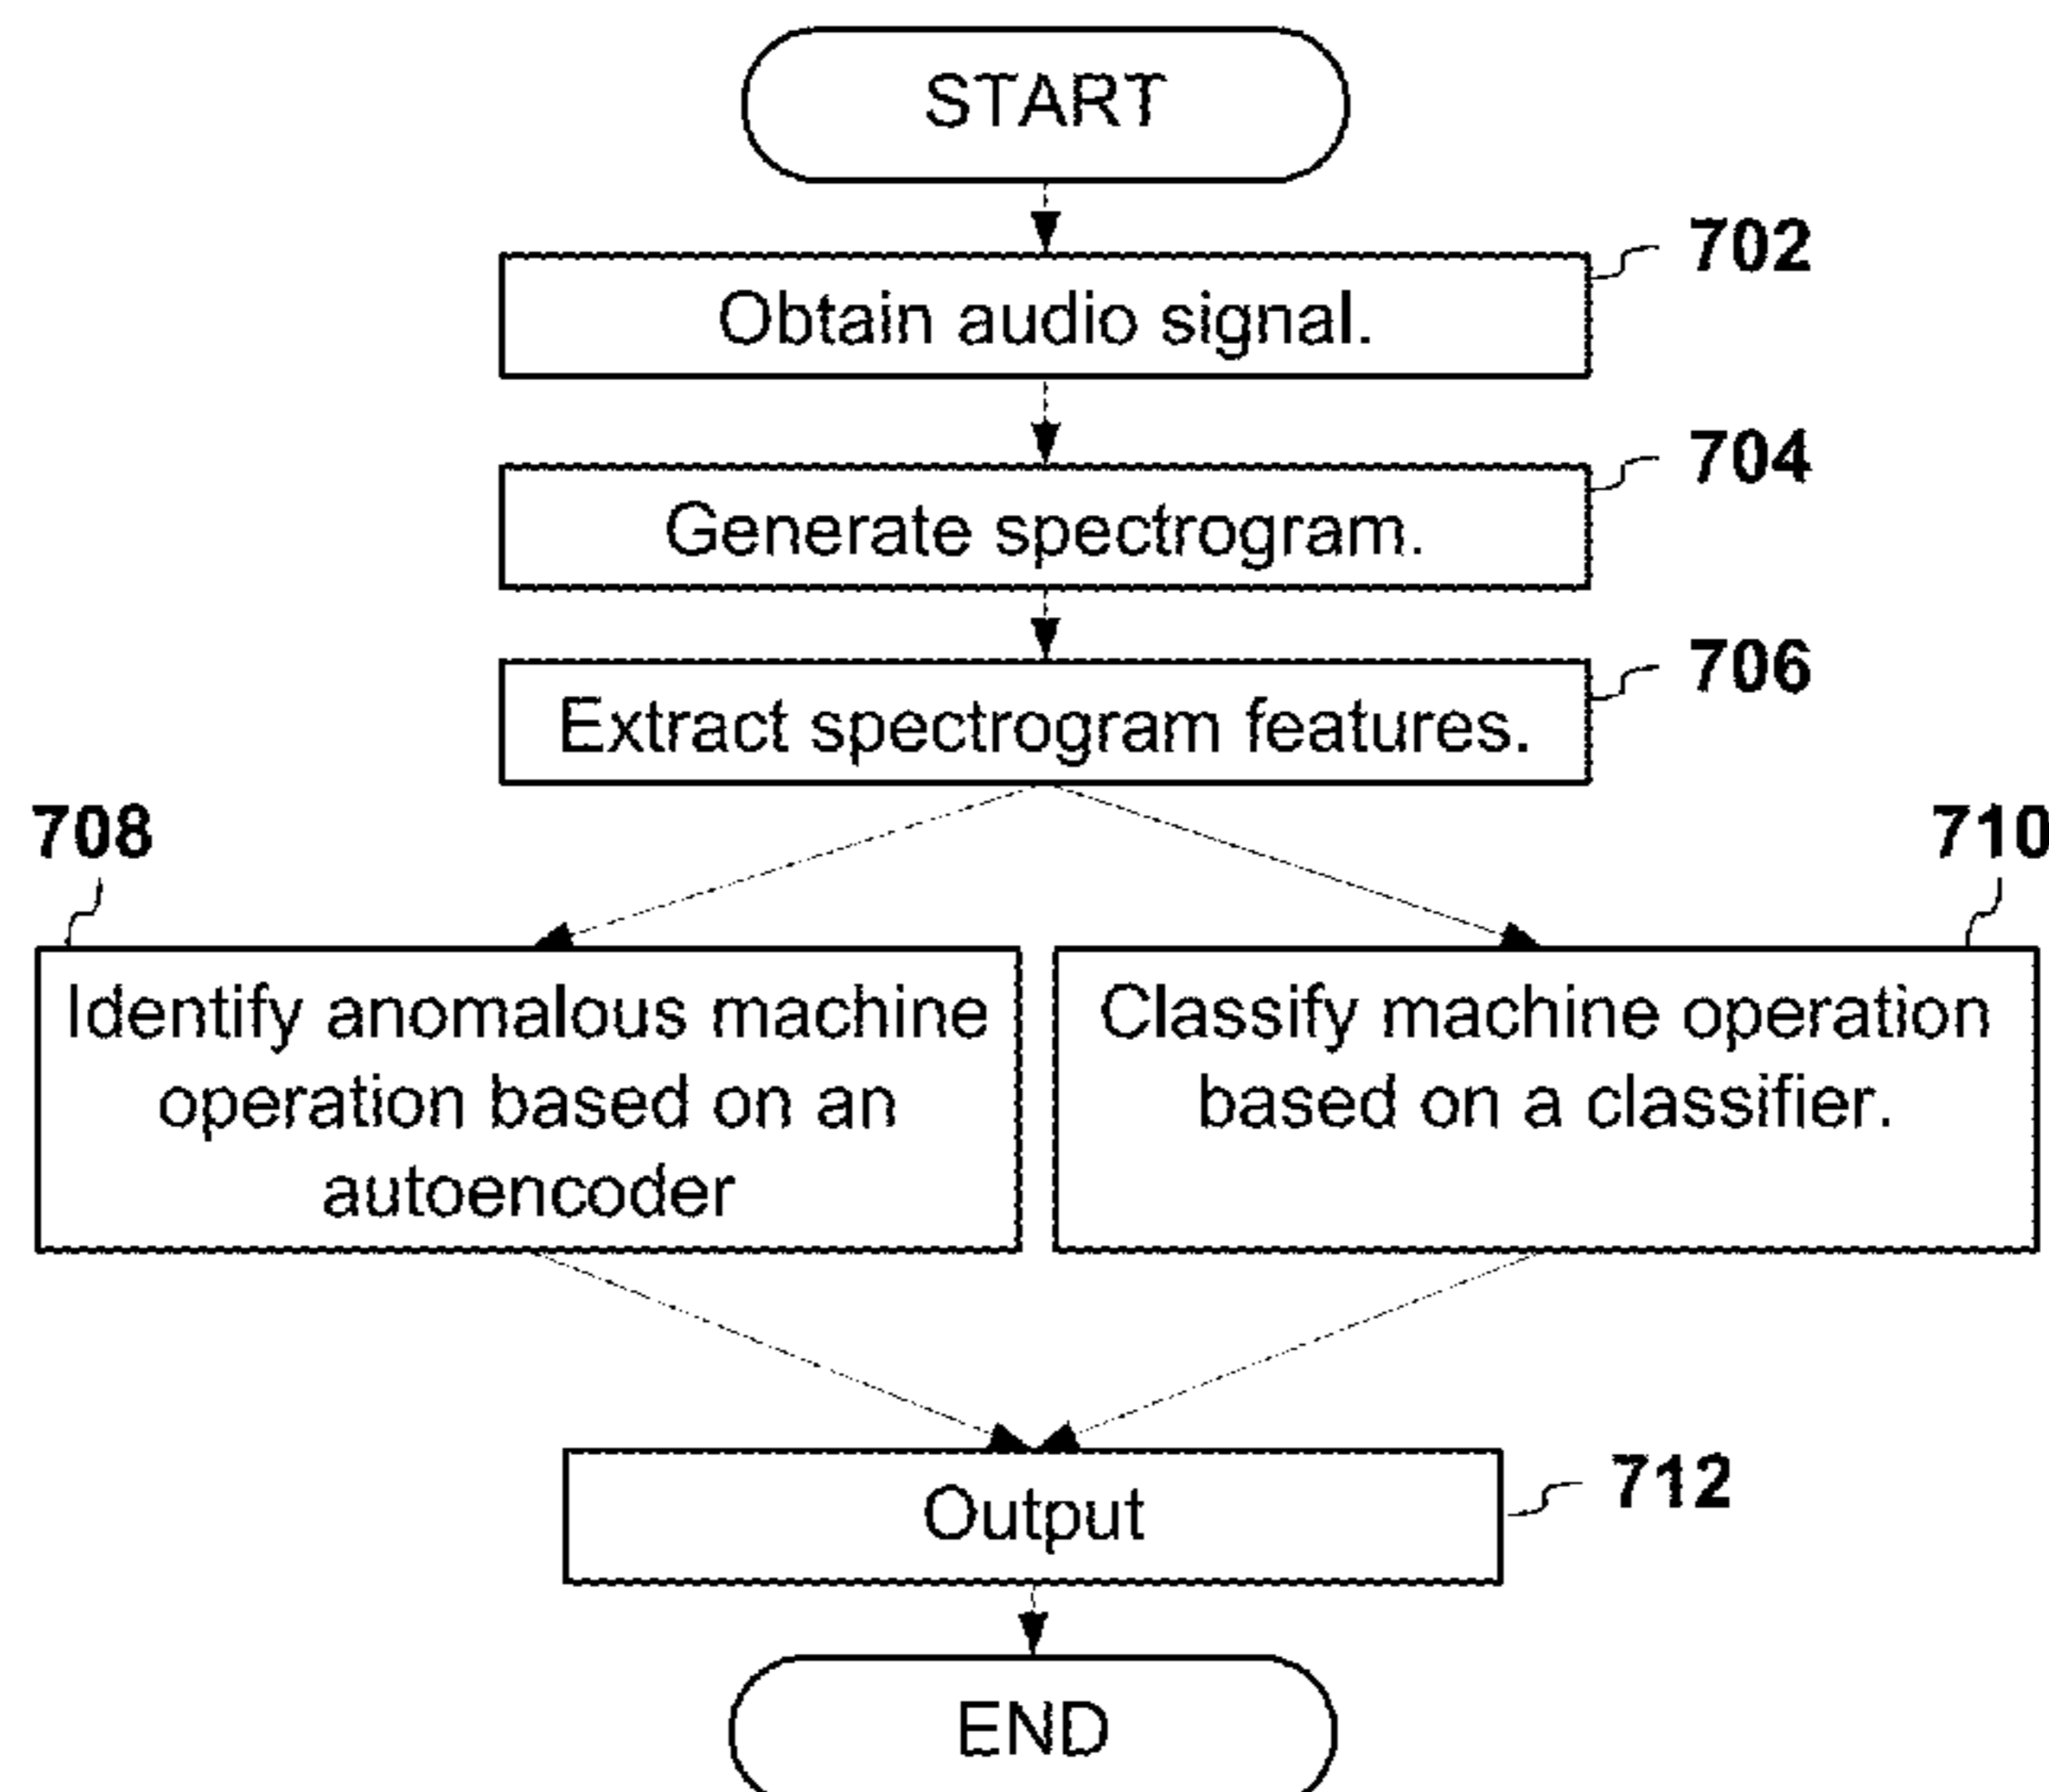 START
702
Obtain audio signal.
704
Generate spectrogram.
706
Extract spectrogram features.
708
710
Identify anomalous machine
operation based on an
autoencoder
Classify machine operation
based on a classifier.
Output
712
END